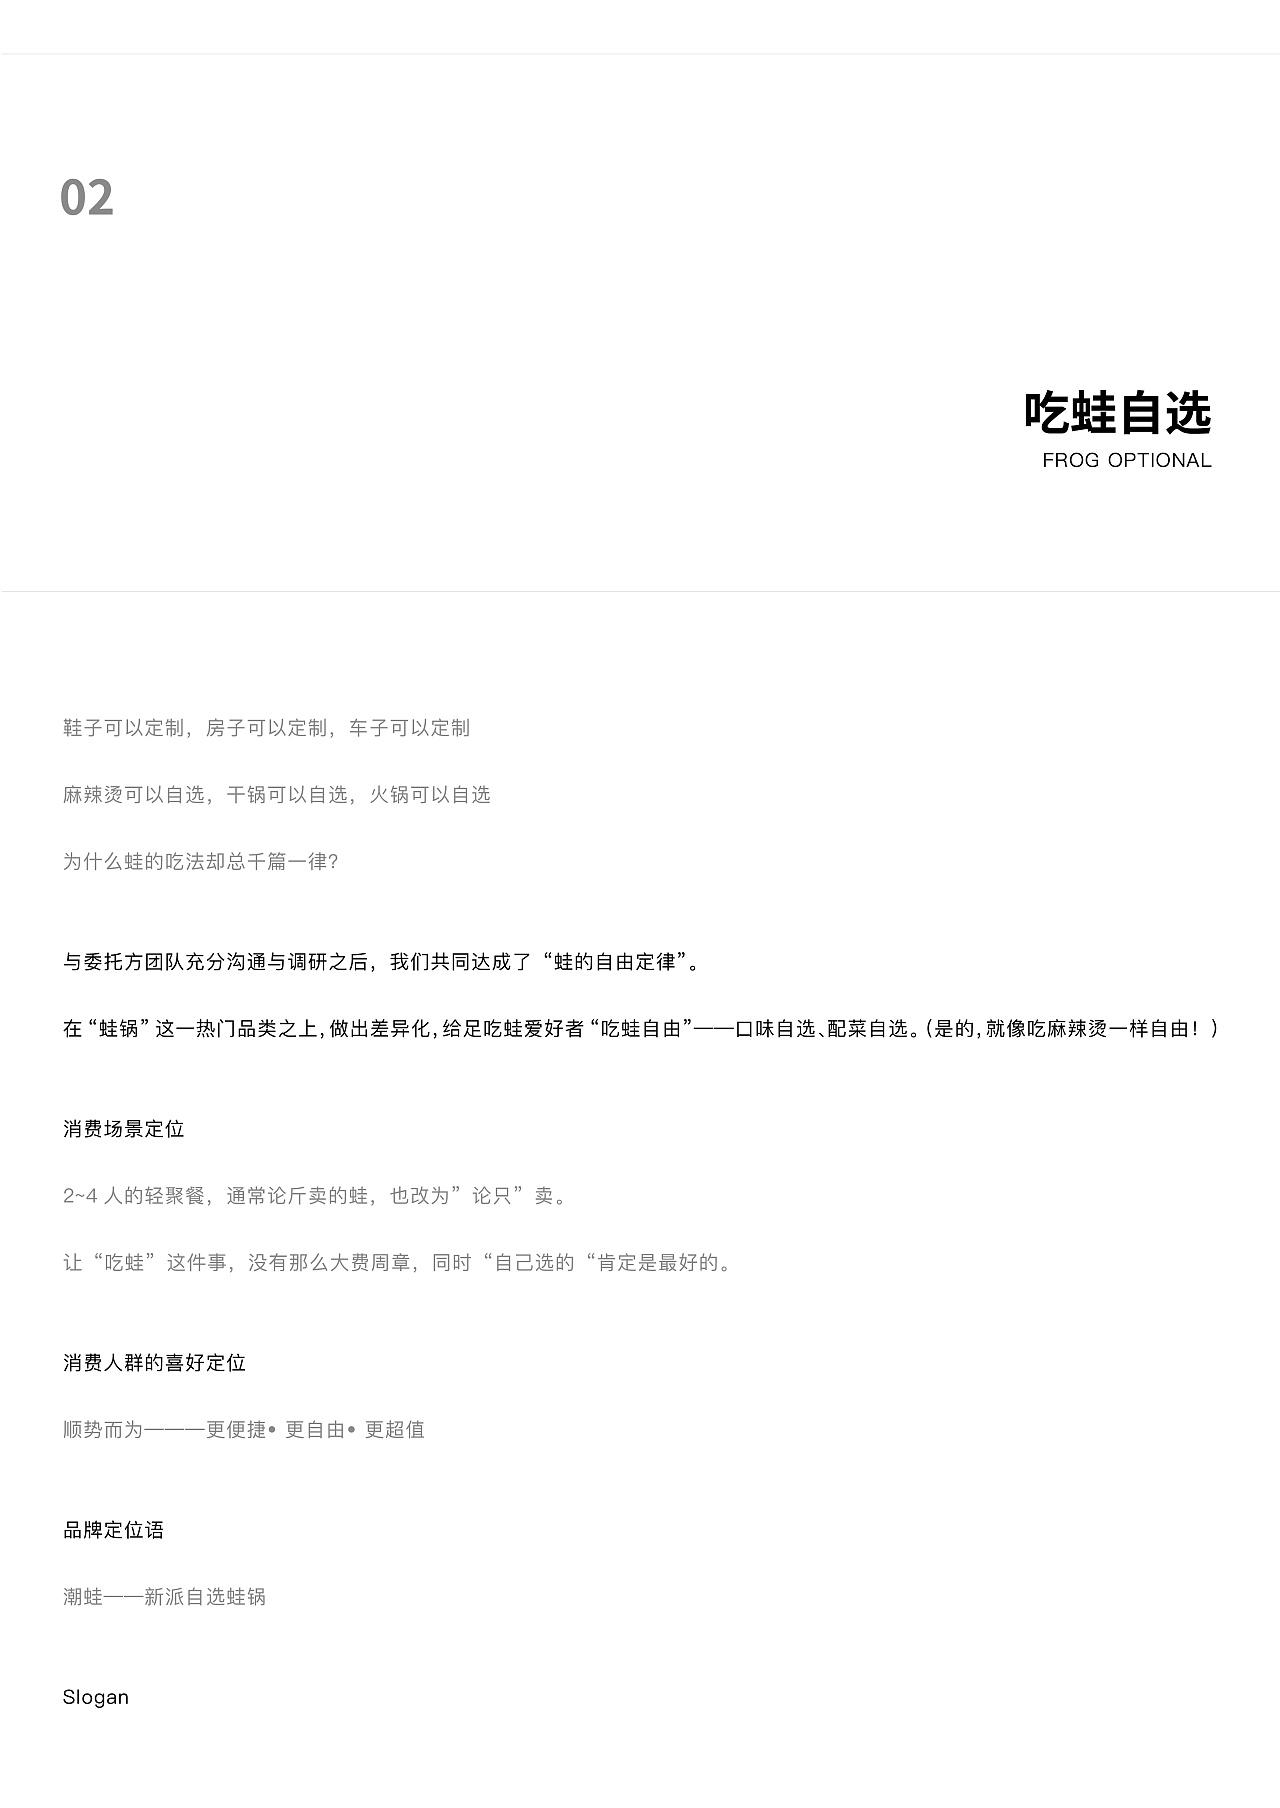 02
吃蛙自选
FROG OPTIONAL
鞋子可以定制，房子可以定制，车子可以定制
麻辣烫可以自选，干锅可以自选，火锅可以自选
为什么蛙的吃法却总千篇一律?
与委托方团队充分沟通与调研之后，我们共同达成了“蛙的自由定律”。
在“蛙锅”这一热门品类之上，做出差异化，给足吃蛙爱好者“吃蛙自由”——口味自选、配菜自选。（是的，就像吃麻辣烫一样自由！）
消费场景定位
2~4 人的轻聚餐，通常论斤卖的蛙，也改为”论只”卖。
让“吃蛙”这件事，没有那么大费周章，同时“自己选的“肯定是最好的。
消费人群的喜好定位
顺势而为———更便捷• 更自由• 更超值
品牌定位语
潮蛙——新派自选蛙锅
Slogan